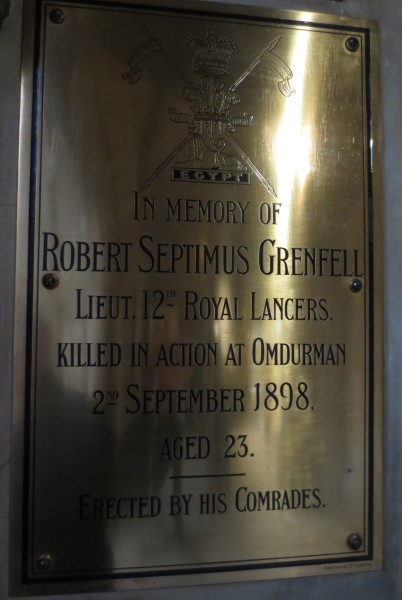 EGYPT
IN MEMORY OF
ROBERT SEPTIMUS GRENFELL
LIEUT. 12TH ROYAL LANCERS.
KILLED IN ACTION AT OMDURMAN
2ND SEPTEMBER 1898.
AGED 23.
ERECTED BY HIS COMRADES.